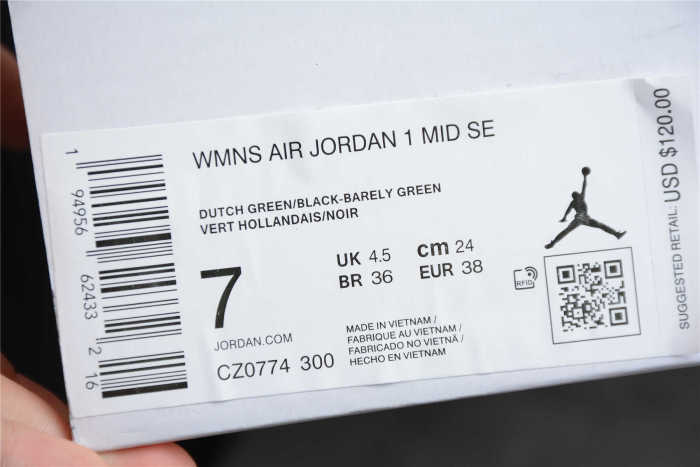 WMNS AIR JORDAN 1 MID SE
DUTCH GREEN/BLACK-BARELY GREEN
VERT HOLLANDAIS/NOIR
7
UK 4.5 cm 24
BR 36 EUR 38
JORDAN.COM
CZ0774 300
MADE IN VIETNAM /
FABRIQUE AU VIETNAM /
FABRICADO NO VIETNÃ /
HECHO EN VIETNAM
RFID
SUGGESTED RETAIL: USD $120.00
1 94956 62433 2 16